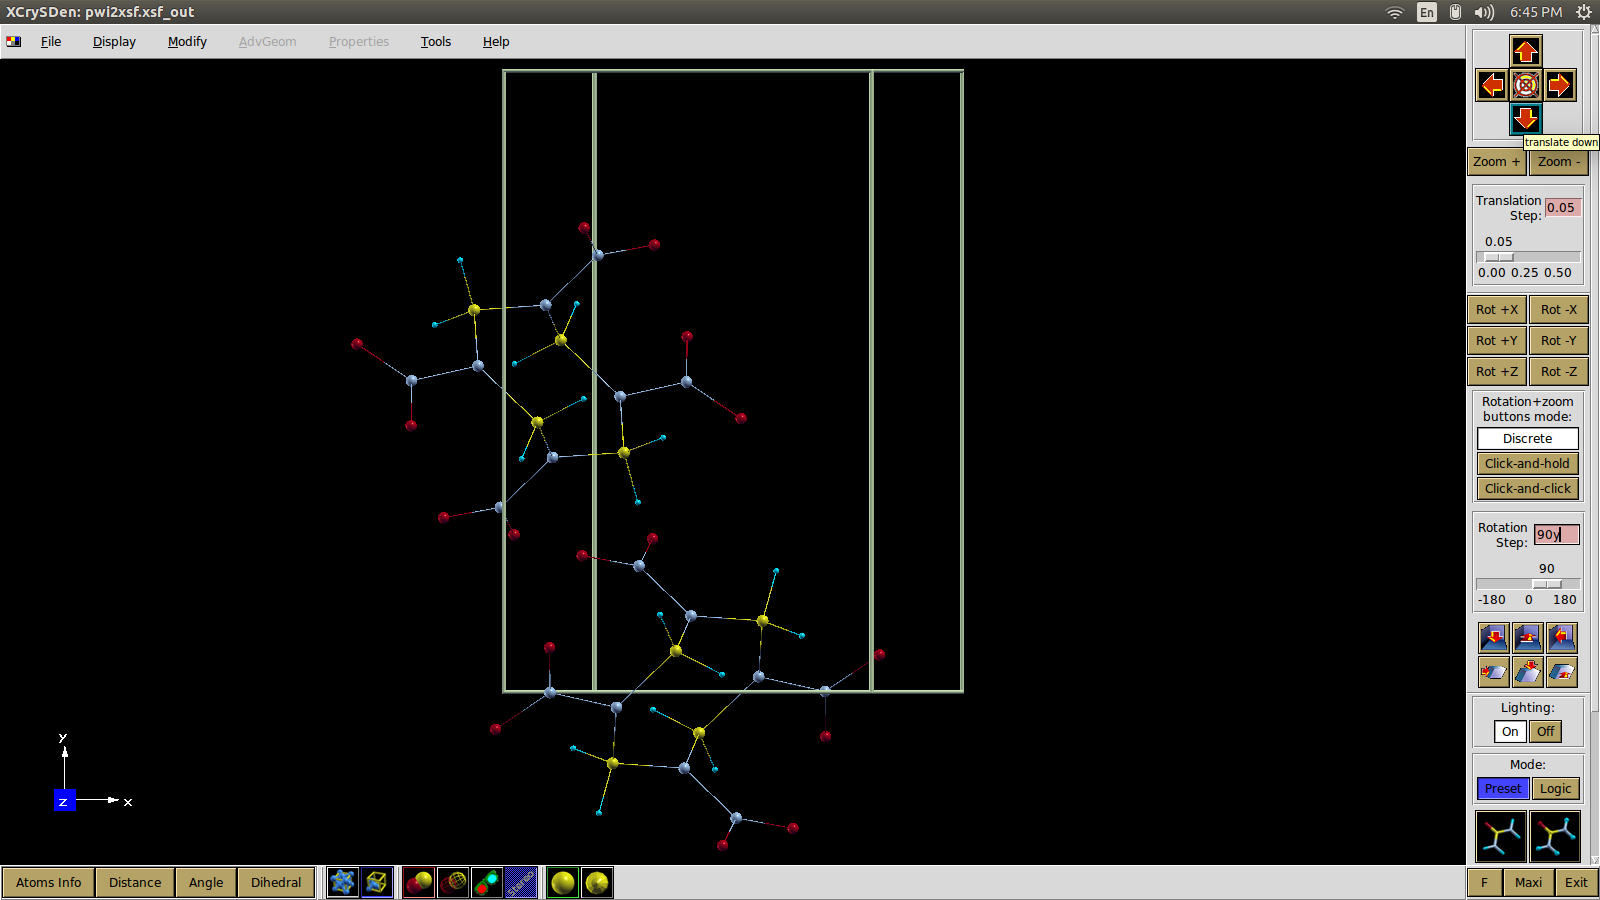 XCrySDen: pwi2xsf.xsf_out
En
6:45 PM
File
Display
Modify
AdvGeom
Properties
Tools
Help
translate down
Zoom +
Zoom -
Translation
Step:
0.05
0.05
0.00 0.25 0.50
Rot +X
Rot -X
Rot +Y
Rot -Y
Rot +Z
Rot -Z
Rotation+zoom
buttons mode:
Discrete
Click-and-hold
Click-and-click
Rotation
Step:
90y
90
-180 0 180
Lighting:
On
Off
Mode:
Preset
Logic
y
z
x
Atoms Info
Distance
Angle
Dihedral
Stereo
F
Maxi
Exit